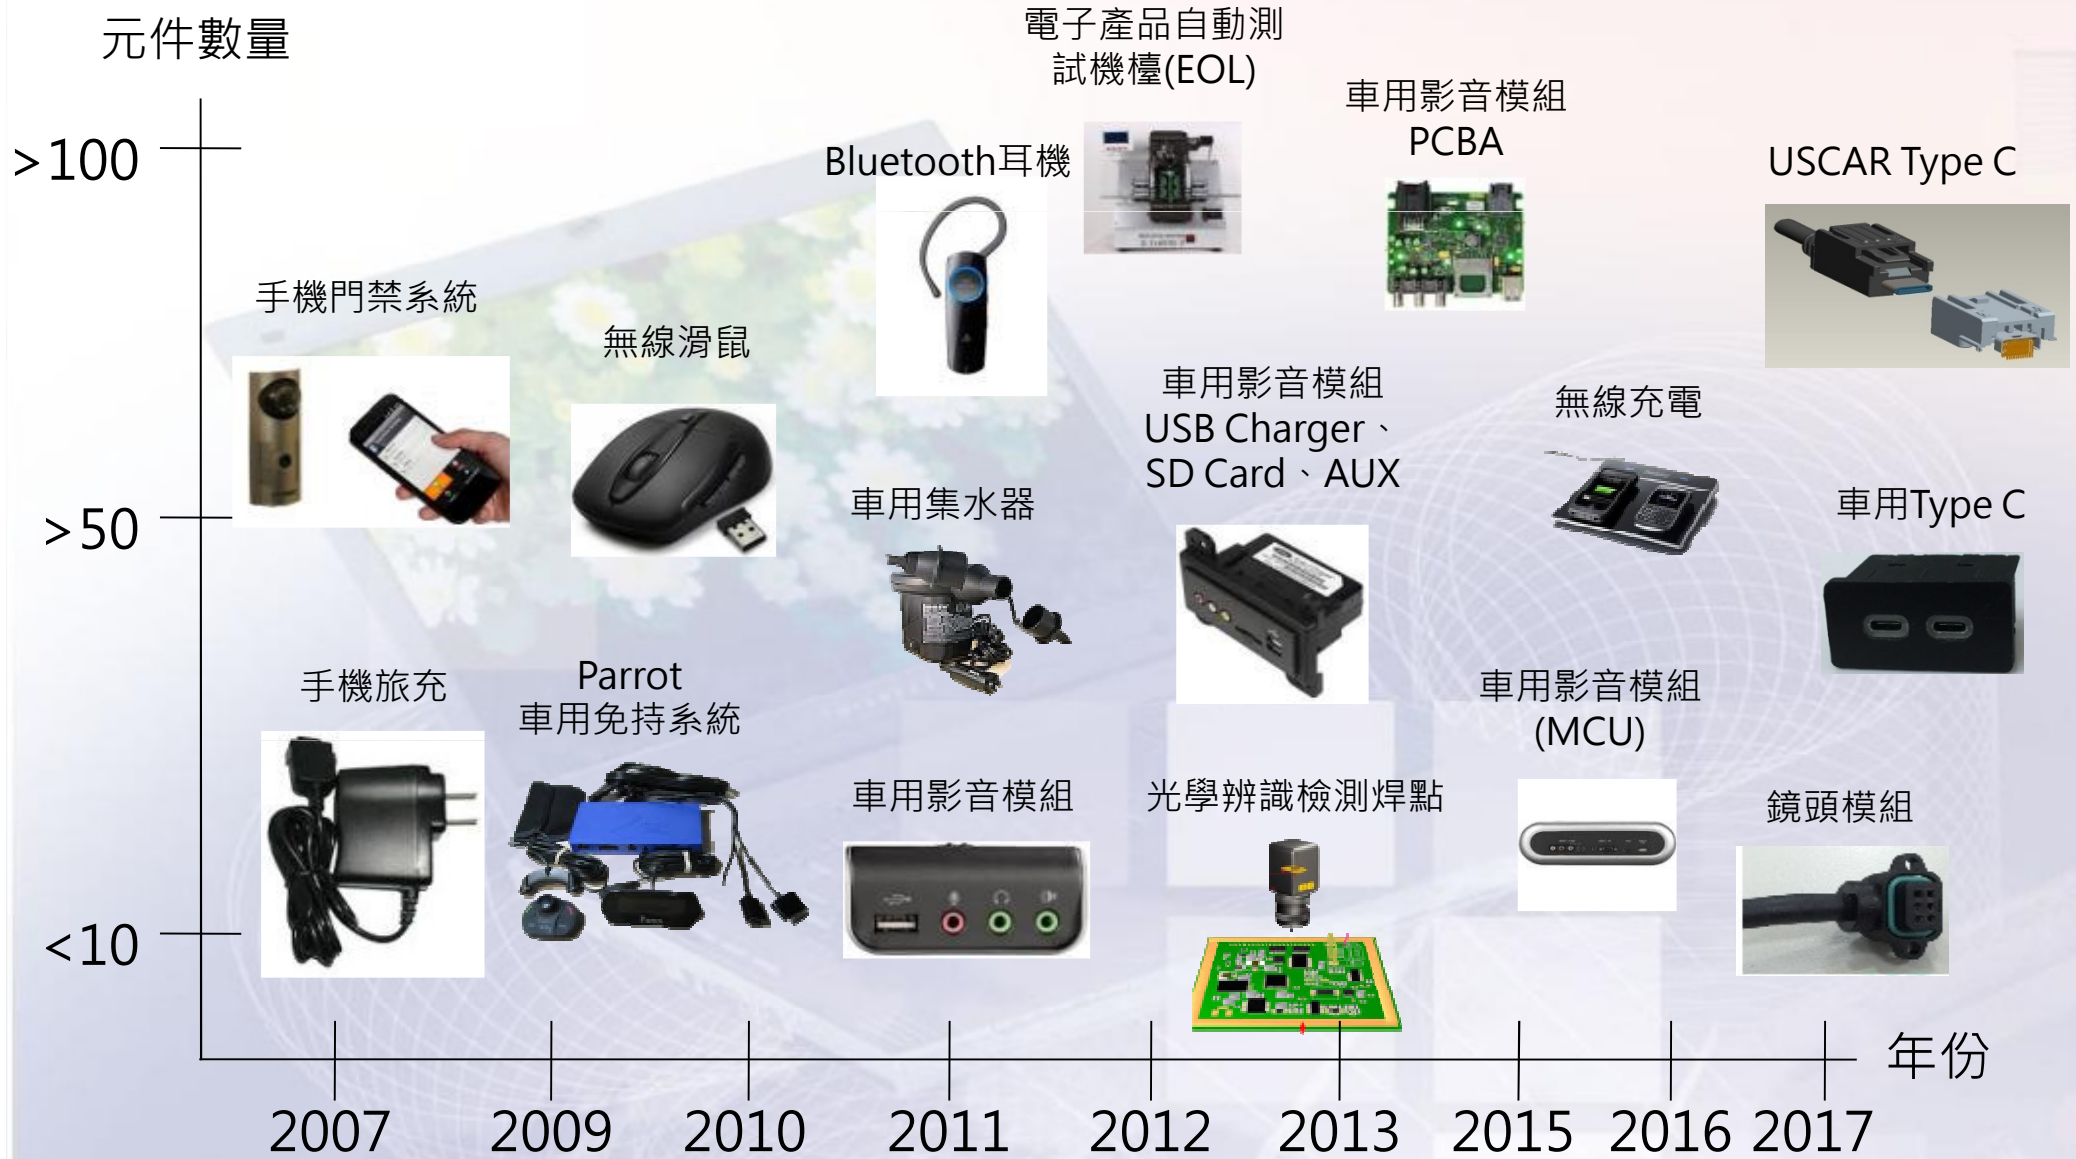 元件數量
電子產品自動測
試機檯(EOL)
車用影音模組
PCBA
>100
Bluetooth耳機
USCAR Type C
手機門禁系統
無線滑鼠
車用影音模組
USB Charger、
SD Card、AUX
無線充電
車用集水器
車用Type C
>50
手機旅充
Parrot
車用免持系統
車用影音模組
(MCU)
車用影音模組
光學辨識檢測焊點
鏡頭模組
Parrot
<10
年份
2007
2009
2010
2011
2012
2013
2015
2016
2017